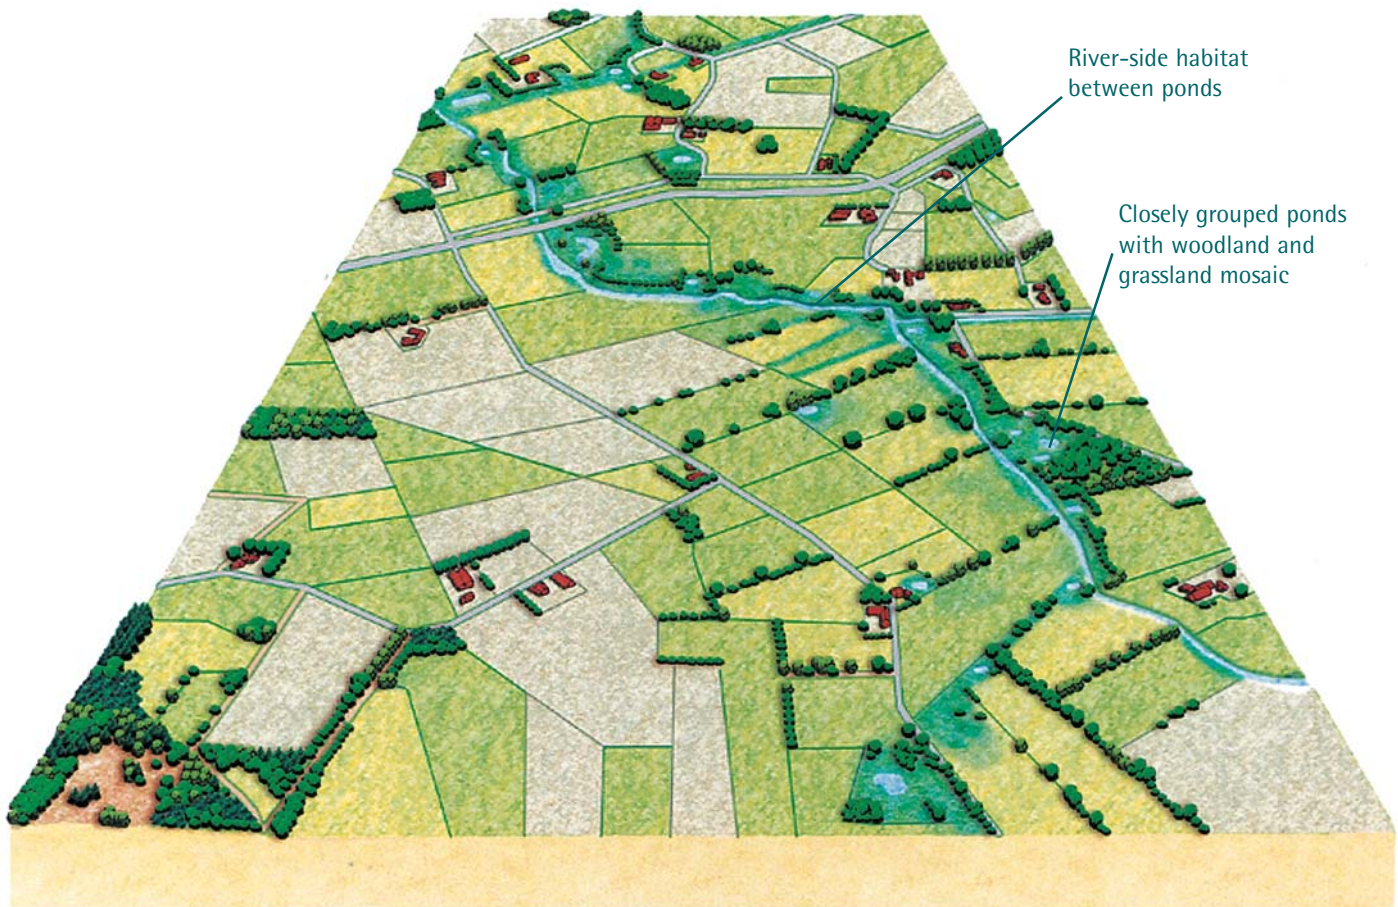 River-side habitat
between ponds
Closely grouped ponds
with woodland and
grassland mosaic